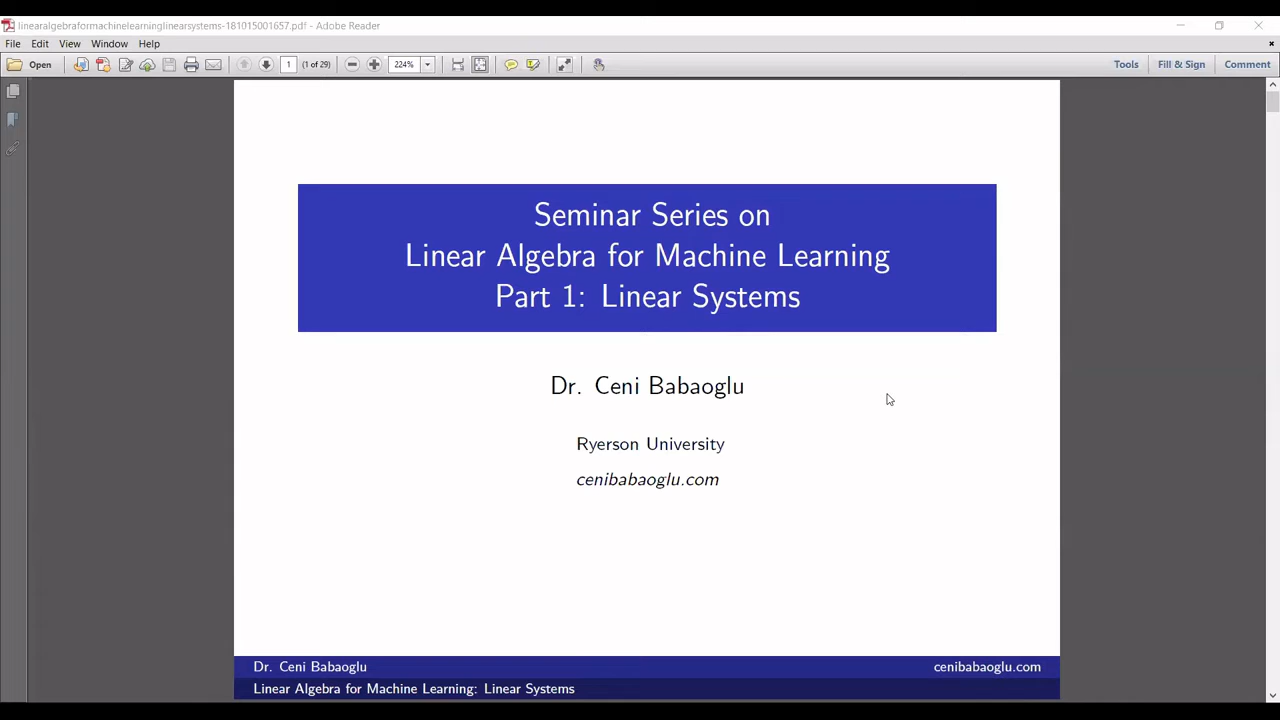 linearalgebraformachinelearninglinearsystems-181015001657.pdf - Adobe Reader
File Edit View Window Help
Open 1 (1 of 29) 224% Tools Fill & Sign Comment
Seminar Series on
Linear Algebra for Machine Learning
Part 1: Linear Systems
Dr. Ceni Babaoglu
Ryerson University
cenibabaoglu.com
Dr. Ceni Babaoglu cenibabaoglu.com
Linear Algebra for Machine Learning: Linear Systems